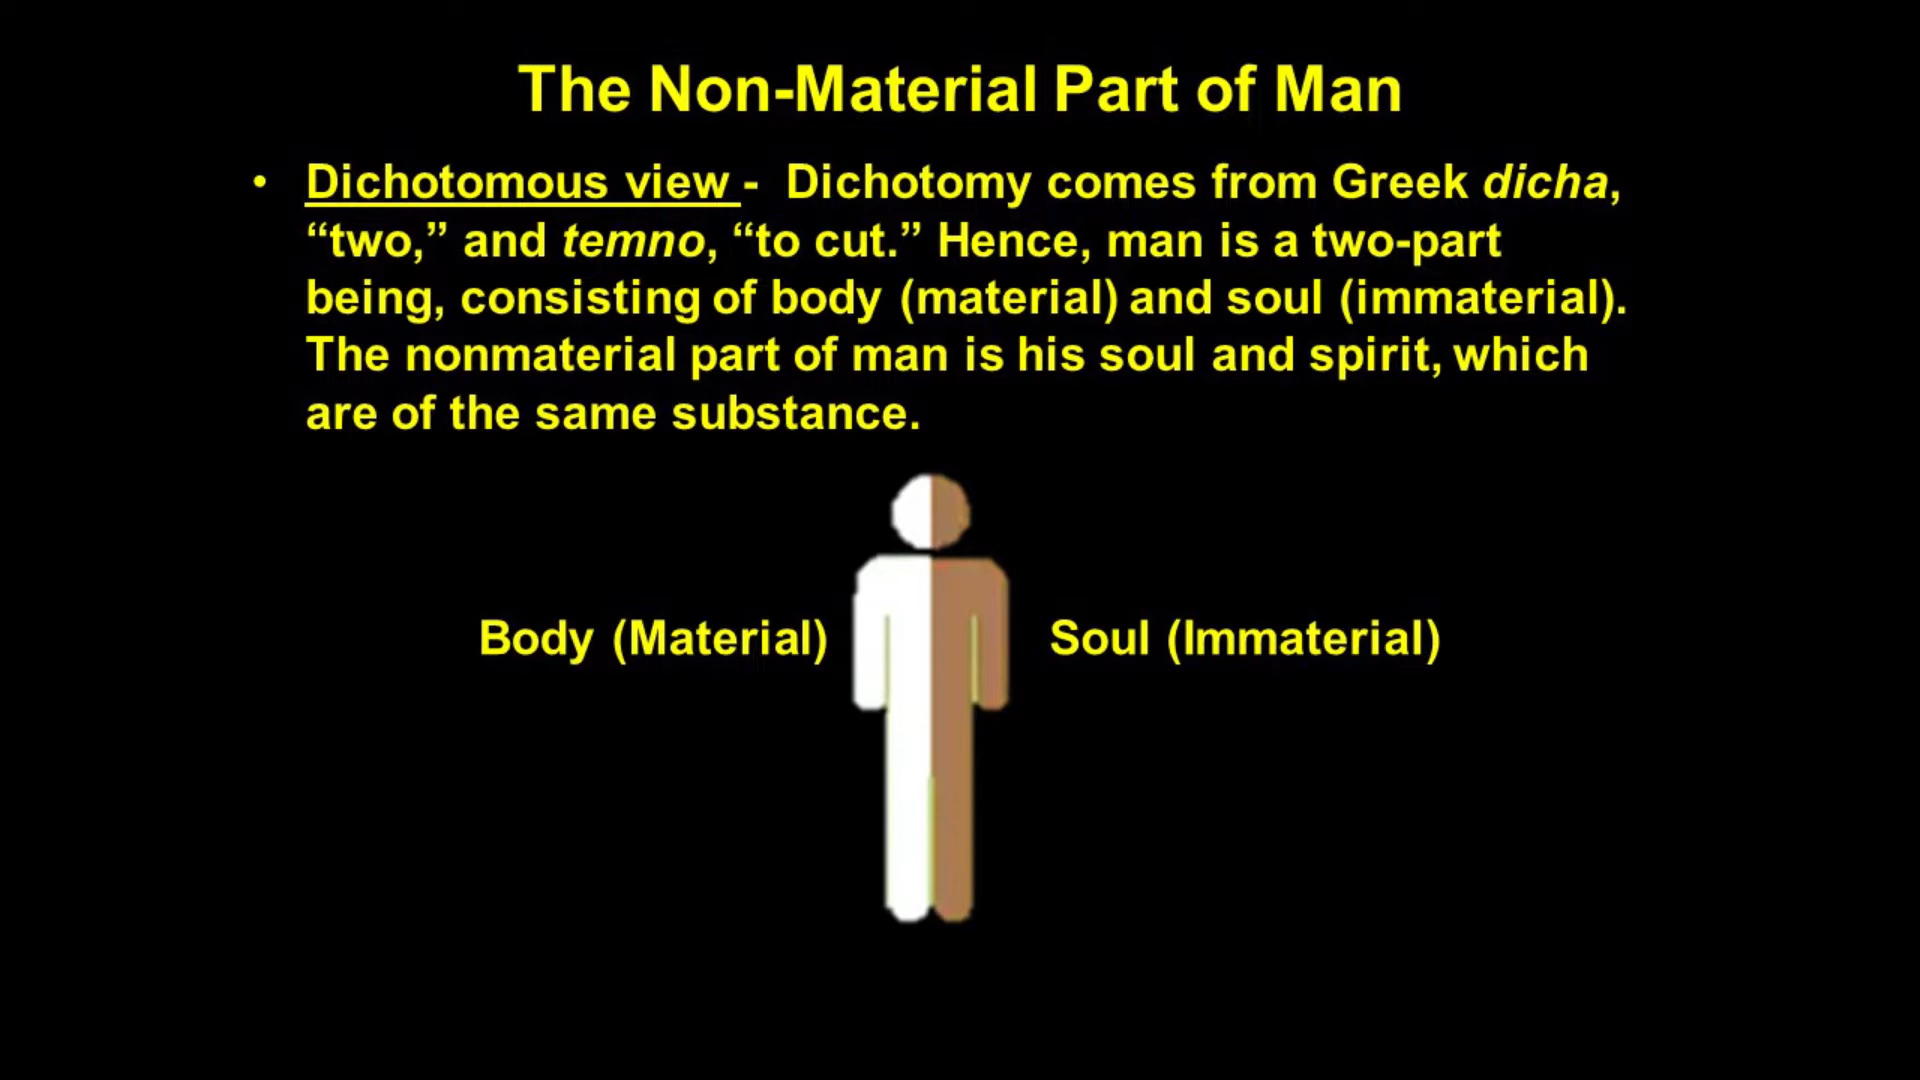 The Non-Material Part of Man
• Dichotomous view - Dichotomy comes from Greek dicha,
“two,” and temno, “to cut.” Hence, man is a two-part
being, consisting of body (material) and soul (immaterial).
The nonmaterial part of man is his soul and spirit, which
are of the same substance.
Body (Material)
Soul (Immaterial)